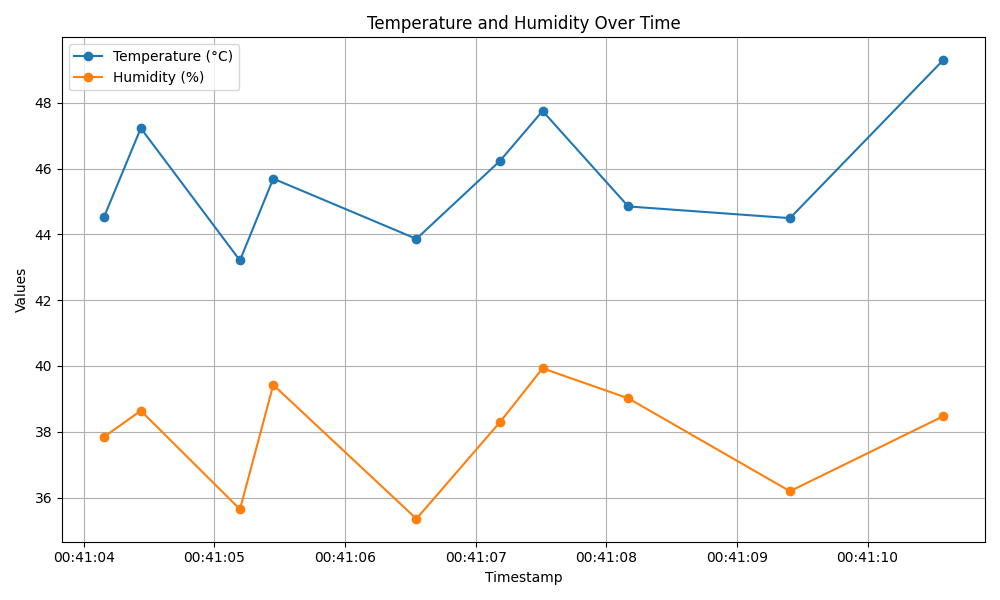 Temperature and Humidity Over Time
Temperature (°C)
Humidity (%)
Values
48
46
44
42
40
38
36
00:41:04 00:41:05 00:41:06 00:41:07 00:41:08 00:41:09 00:41:10
Timestamp